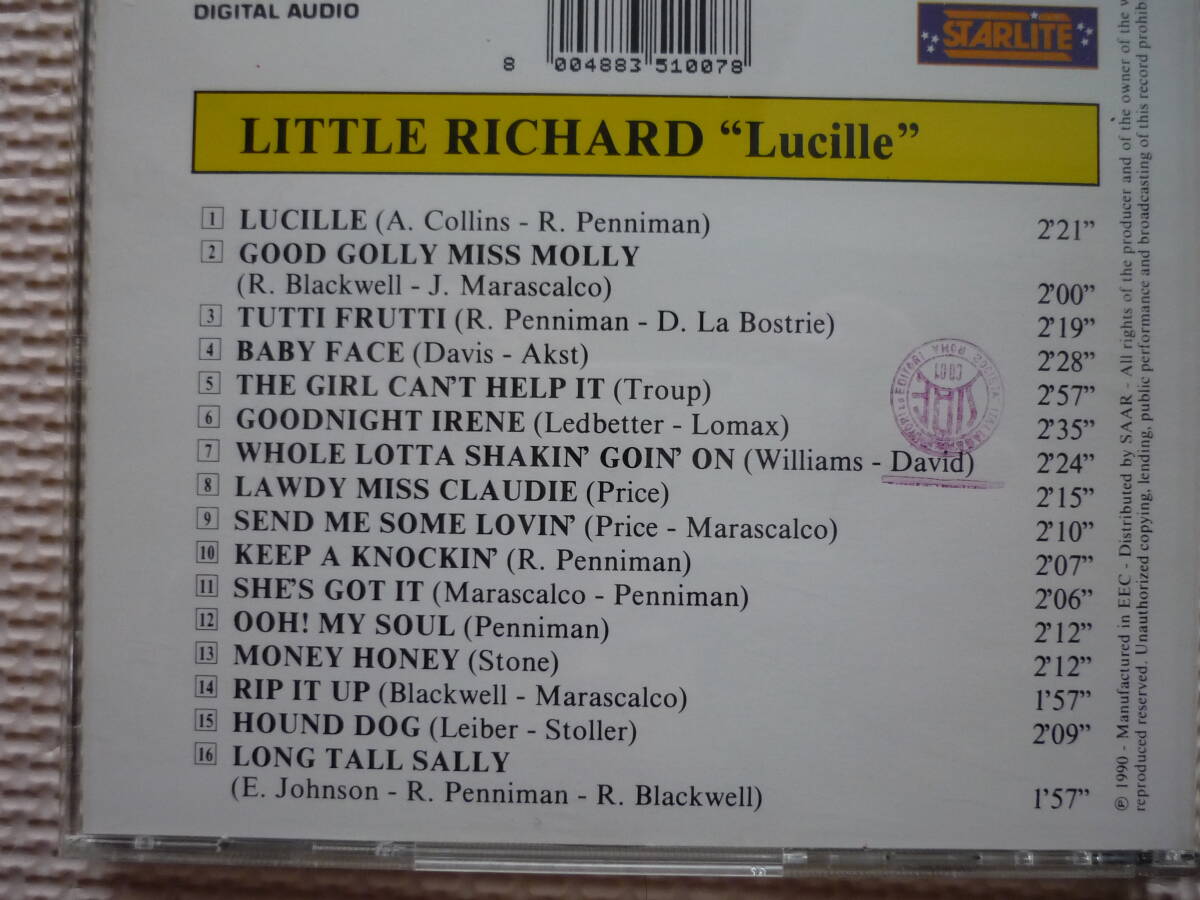 DIGITAL AUDIO
8 004883 510078
STARLITE
LITTLE RICHARD “Lucille”
1 LUCILLE (A. Collins - R. Penniman) 2'21”
2 GOOD GOLLY MISS MOLLY
(R. Blackwell - J. Marascalco) 2'00”
3 TUTTI FRUTTI (R. Penniman - D. La Bostrie) 2'19”
4 BABY FACE (Davis - Akst) 2'28”
5 THE GIRL CAN'T HELP IT (Troup) 2'57”
6 GOODNIGHT IRENE (Ledbetter - Lomax) 2'35”
7 WHOLE LOTTA SHAKIN' GOIN' ON (Williams - David) 2'24”
8 LAWDY MISS CLAUDIE (Price) 2'15”
9 SEND ME SOME LOVIN' (Price - Marascalco) 2'10”
10 KEEP A KNOCKIN' (R. Penniman) 2'07”
11 SHE'S GOT IT (Marascalco - Penniman) 2'06”
12 OOH! MY SOUL (Penniman) 2'12”
13 MONEY HONEY (Stone) 2'12”
14 RIP IT UP (Blackwell - Marascalco) 1'57”
15 HOUND DOG (Leiber - Stoller) 2'09”
16 LONG TALL SALLY
(E. Johnson - R. Penniman - R. Blackwell) 1'57”
℗ 1990 - Manufactured in EEC - Distributed by SAAR - All rights of the producer and of the owner of the
reproduced reserved. Unauthorized copying, lending, public performance and broadcasting of this record